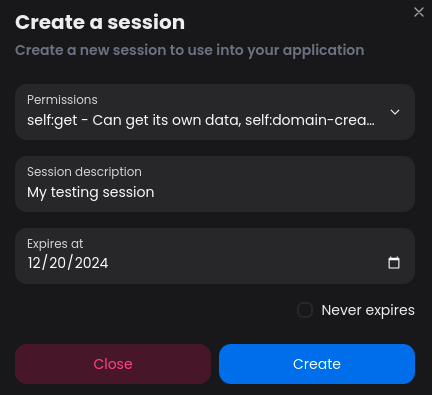 Create a session
Create a new session to use into your application
Permissions
self:get - Can get its own data, self:domain-crea...
Session description
My testing session
Expires at
12/20/2024
Never expires
Close
Create